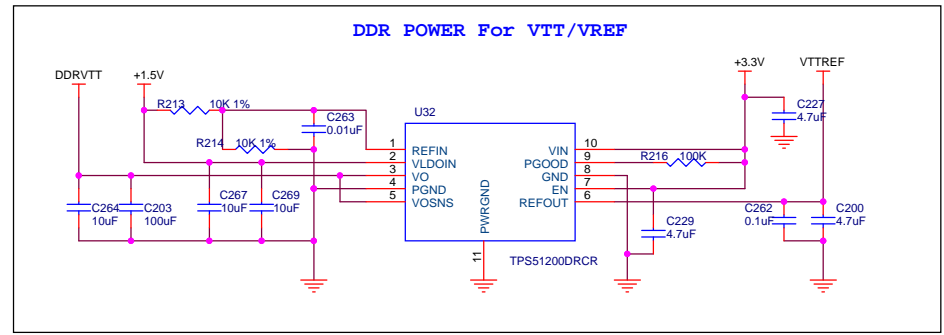 DDR POWER For VTT/VREF
DDRVTT
+1.5V
+3.3V
VTTREF
R213 10K 1%
C263
0.01uF
U32
C227
4.7uF
R214 10K 1%
1 REFIN
2 VLDOIN
3 VO
4 PGND
5 VOSNS
VIN 10
PGOOD 9
GND 8
EN 7
REFOUT 6
R216 100K
PWRGND
11
C264
10uF
C203
100uF
C267
10uF
C269
10uF
C229
4.7uF
C262
0.1uF
C200
4.7uF
TPS51200DRCR